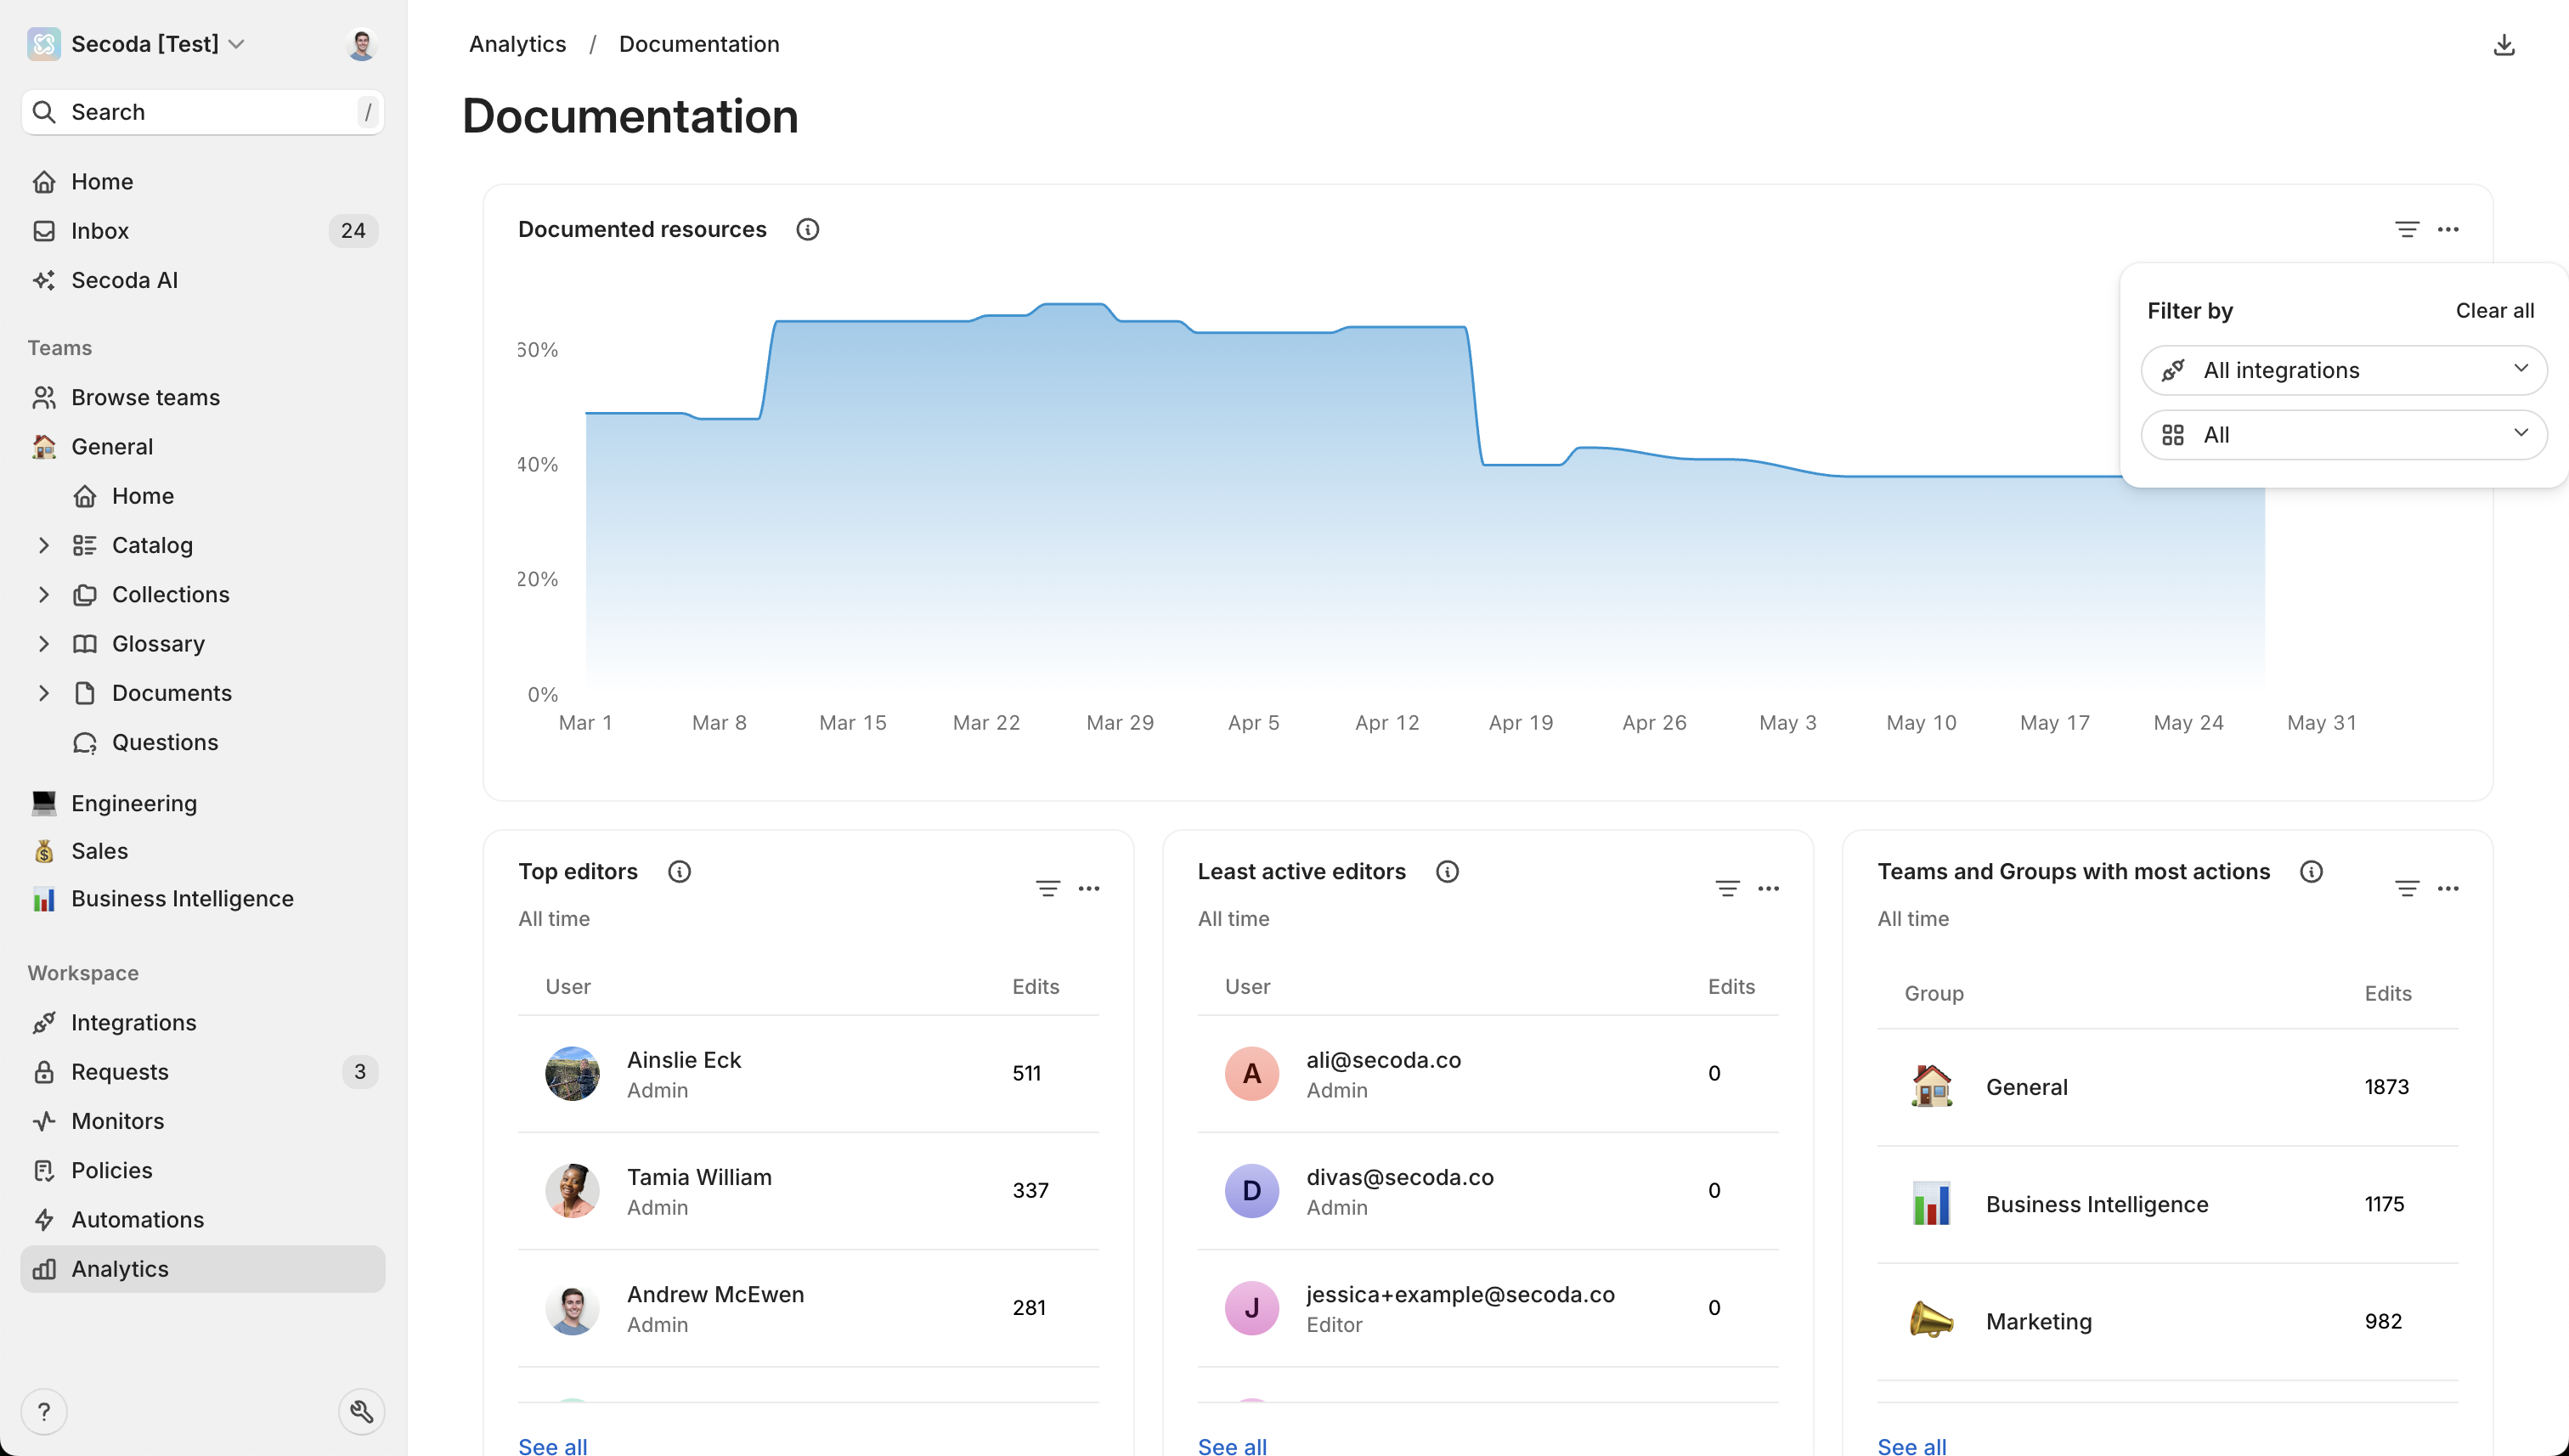 Secoda [Test]
Search
/
Home
Inbox
24
Secoda AI
Teams
Browse teams
General
Home
Catalog
Collections
Glossary
Documents
Questions
Engineering
Sales
Business Intelligence
Workspace
Integrations
Requests
3
Monitors
Policies
Automations
Analytics
?
Analytics / Documentation
Documentation
Documented resources
Filter by
Clear all
All integrations
All
60%
40%
20%
0%
Mar 1 Mar 8 Mar 15 Mar 22 Mar 29 Apr 5 Apr 12 Apr 19 Apr 26 May 3 May 10 May 17 May 24 May 31
Top editors
All time
User Edits
Ainslie Eck
Admin
511
Tamia William
Admin
337
Andrew McEwen
Admin
281
See all
Least active editors
All time
User Edits
A
ali@secoda.co
Admin
0
D
divas@secoda.co
Admin
0
J
jessica+example@secoda.co
Editor
0
See all
Teams and Groups with most actions
All time
Group Edits
General 1873
Business Intelligence 1175
Marketing 982
See all